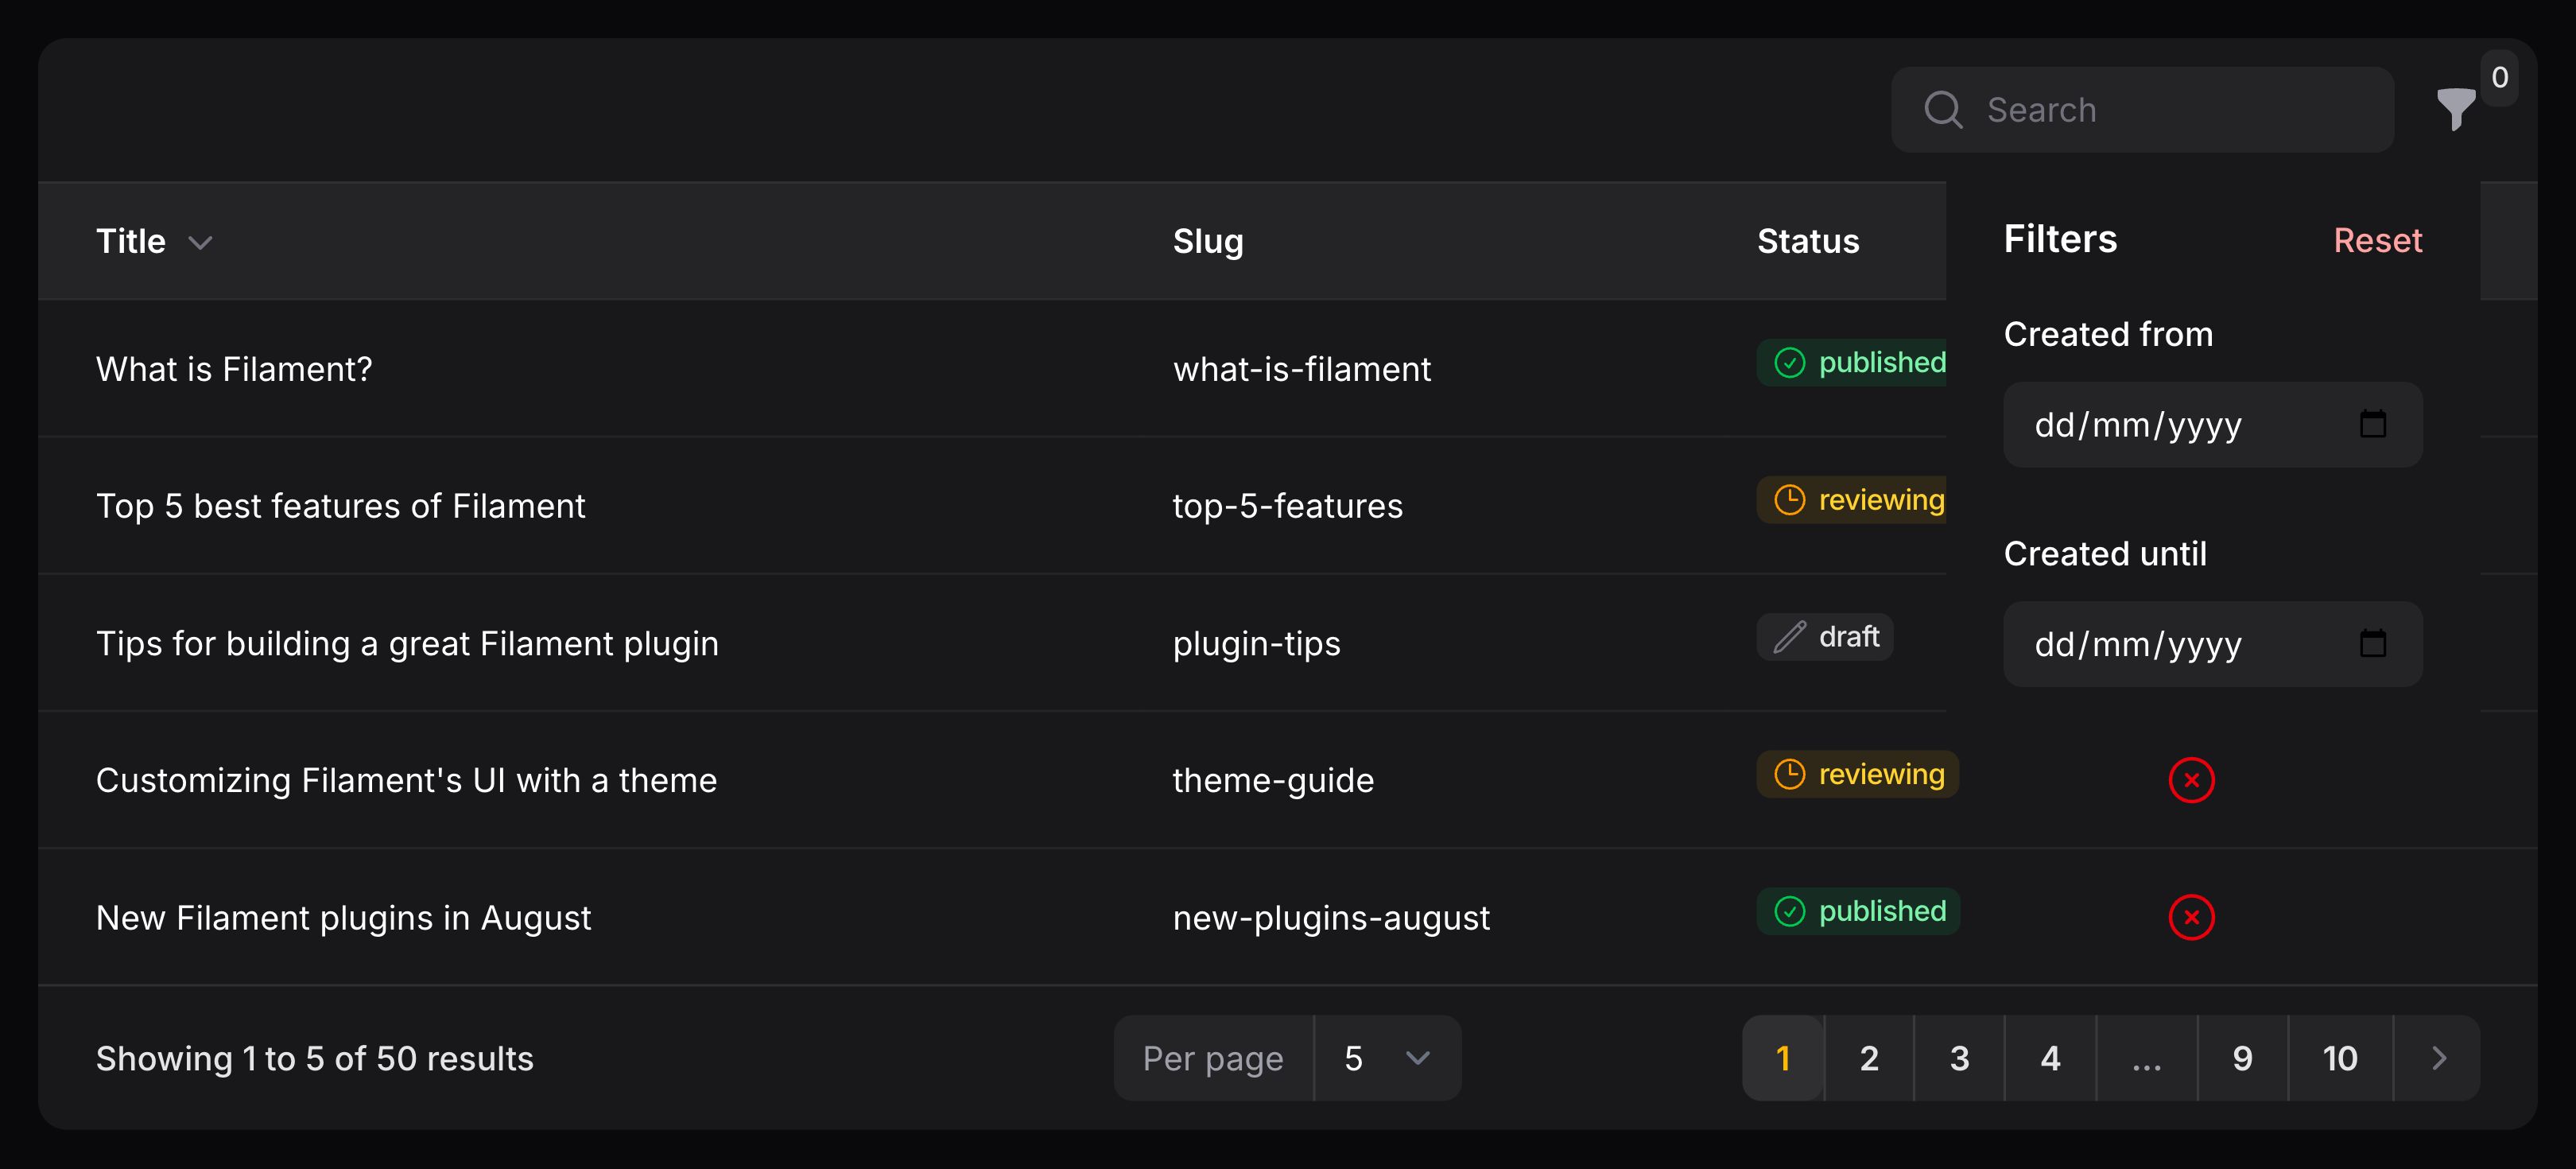 Search
0
Title Slug Status
Filters Reset
Created from
dd/mm/yyyy
Created until
dd/mm/yyyy
What is Filament? what-is-filament published
Top 5 best features of Filament top-5-features reviewing
Tips for building a great Filament plugin plugin-tips draft
Customizing Filament's UI with a theme theme-guide reviewing
New Filament plugins in August new-plugins-august published
Showing 1 to 5 of 50 results Per page 5 1 2 3 4 ... 9 10